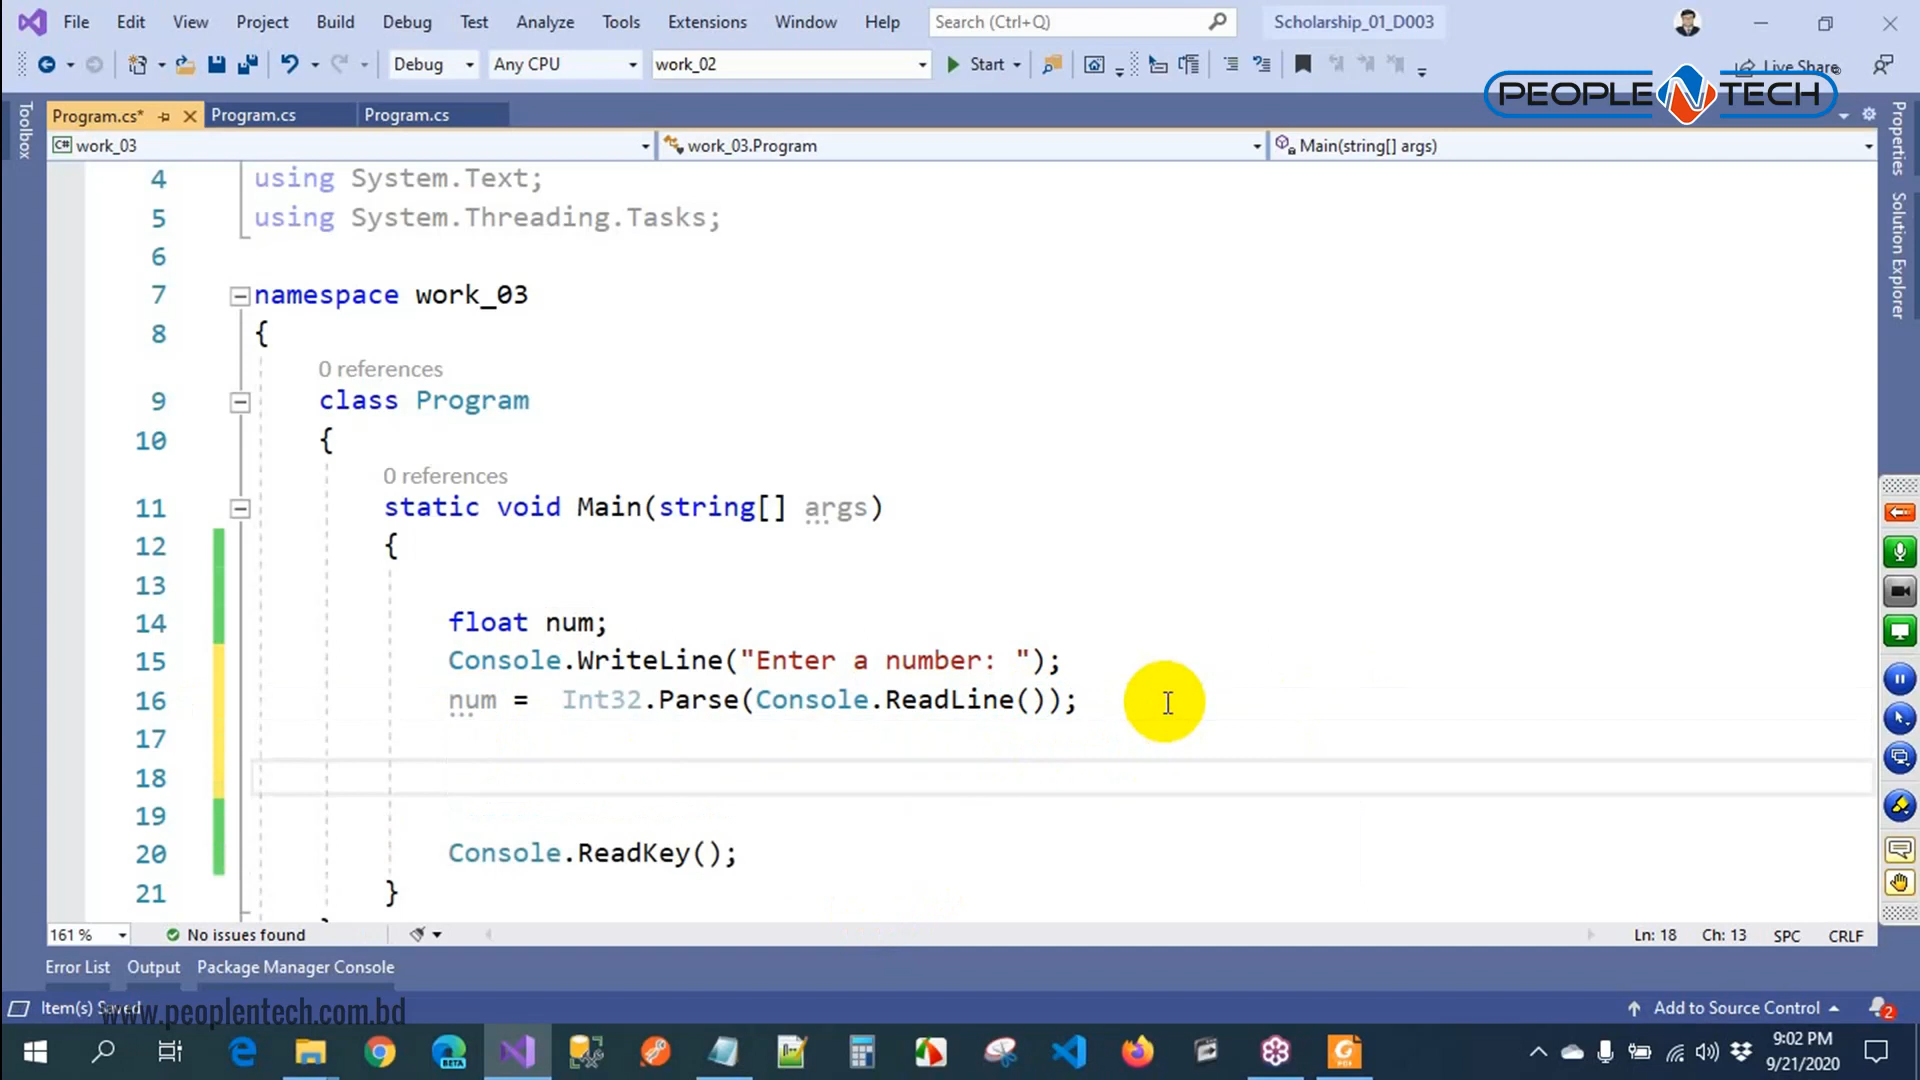 File Edit View Project Build Debug Test Analyze Tools Extensions Window Help Search (Ctrl+Q) Scholarship_01_D003
Debug Any CPU work_02 Start Live Share
PEOPLE N TECH
Program.cs* Program.cs Program.cs
C# work_03 work_03.Program Main(string[] args)
Toolbox
Properties
Solution Explorer
4 using System.Text;
5 using System.Threading.Tasks;
6
7 namespace work_03
8 {
0 references
9 class Program
10 {
0 references
11 static void Main(string[] args)
12 {
13
14 float num;
15 Console.WriteLine("Enter a number: ");
16 num =  Int32.Parse(Console.ReadLine());
17
18
19
20 Console.ReadKey();
21 }
161 % No issues found Ln: 18 Ch: 13 SPC CRLF
Error List Output Package Manager Console
Item(s) Saved Add to Source Control 2
www.peoplentech.com.bd
BETA
9:02 PM
9/21/2020